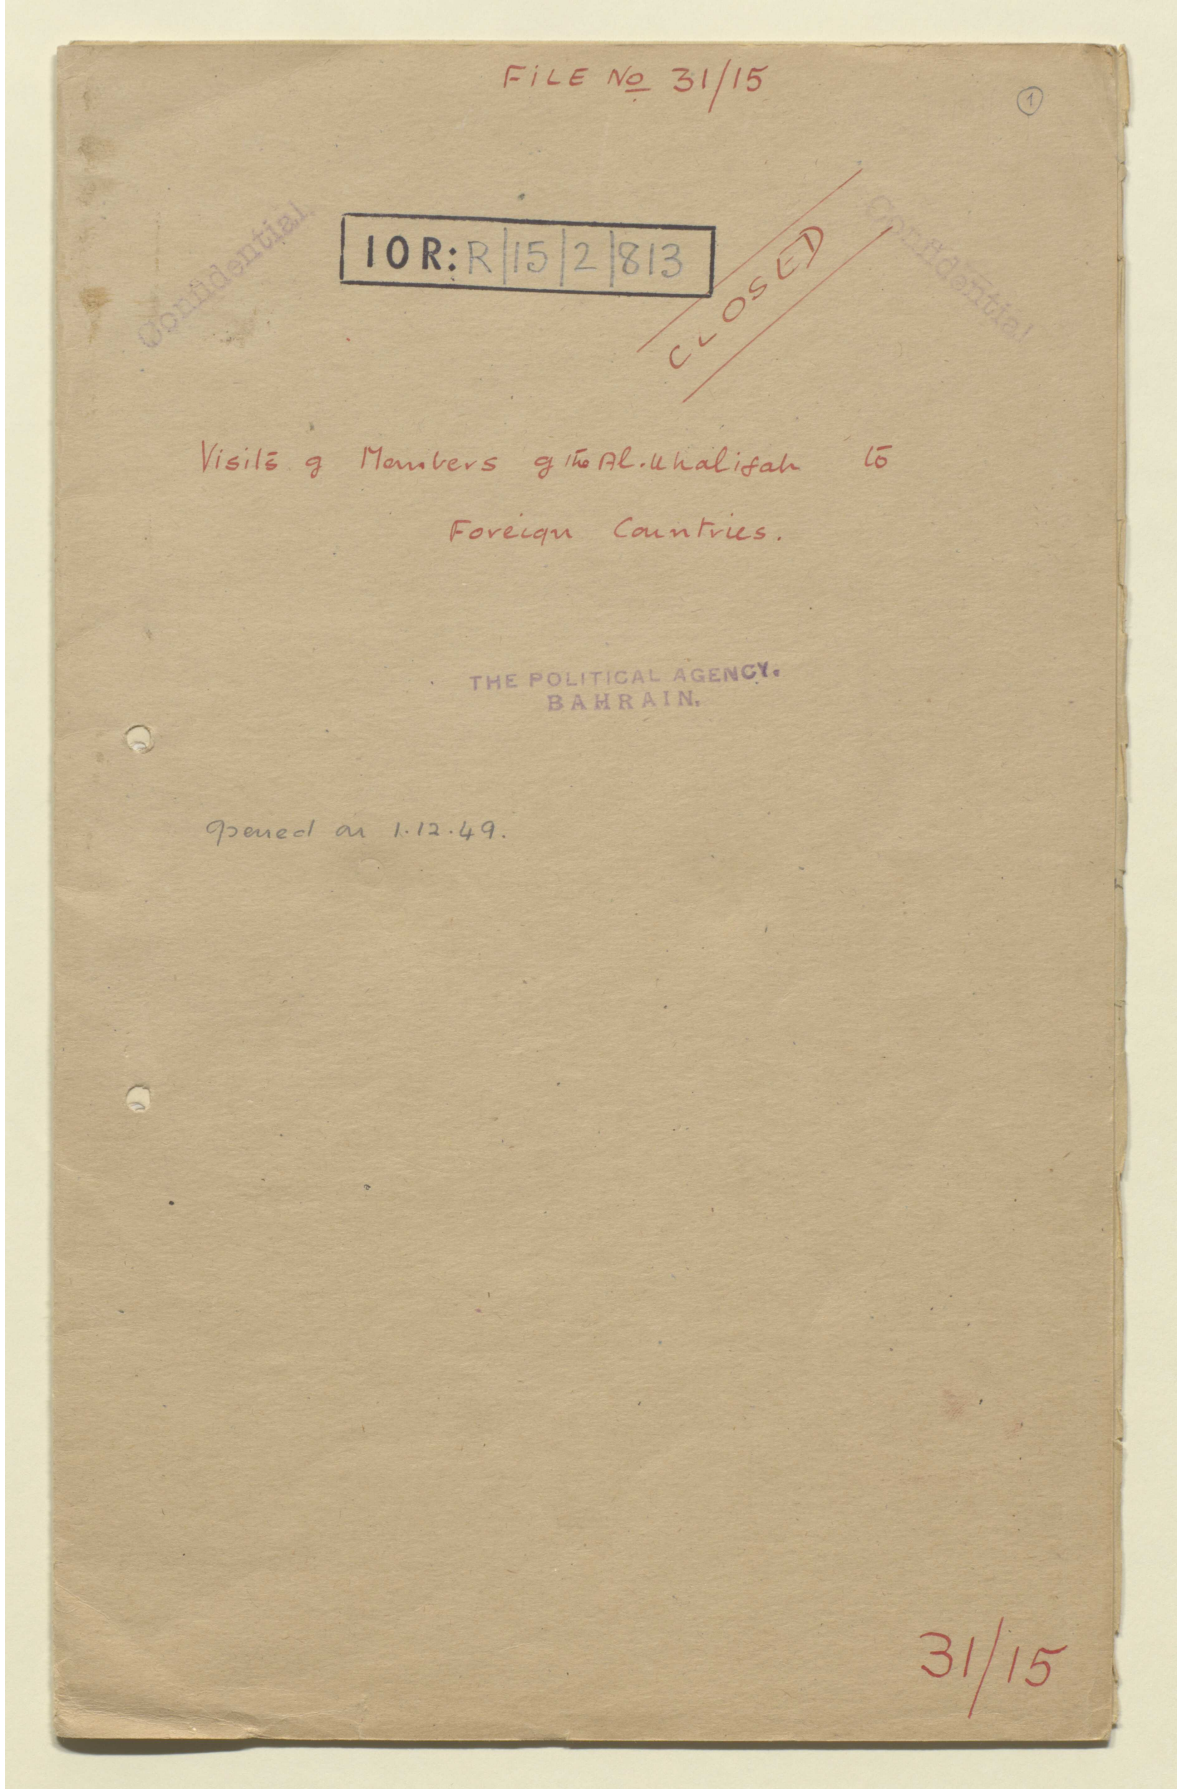 FILE No 31/15
1
Confidential
Confidential
IOR: R/15/2/813
CLOSED
Visits of Members of the Al.Khalifah to
Foreign Countries.
THE POLITICAL AGENCY.
BAHRAIN.
Opened on 1.12.49.
31/15